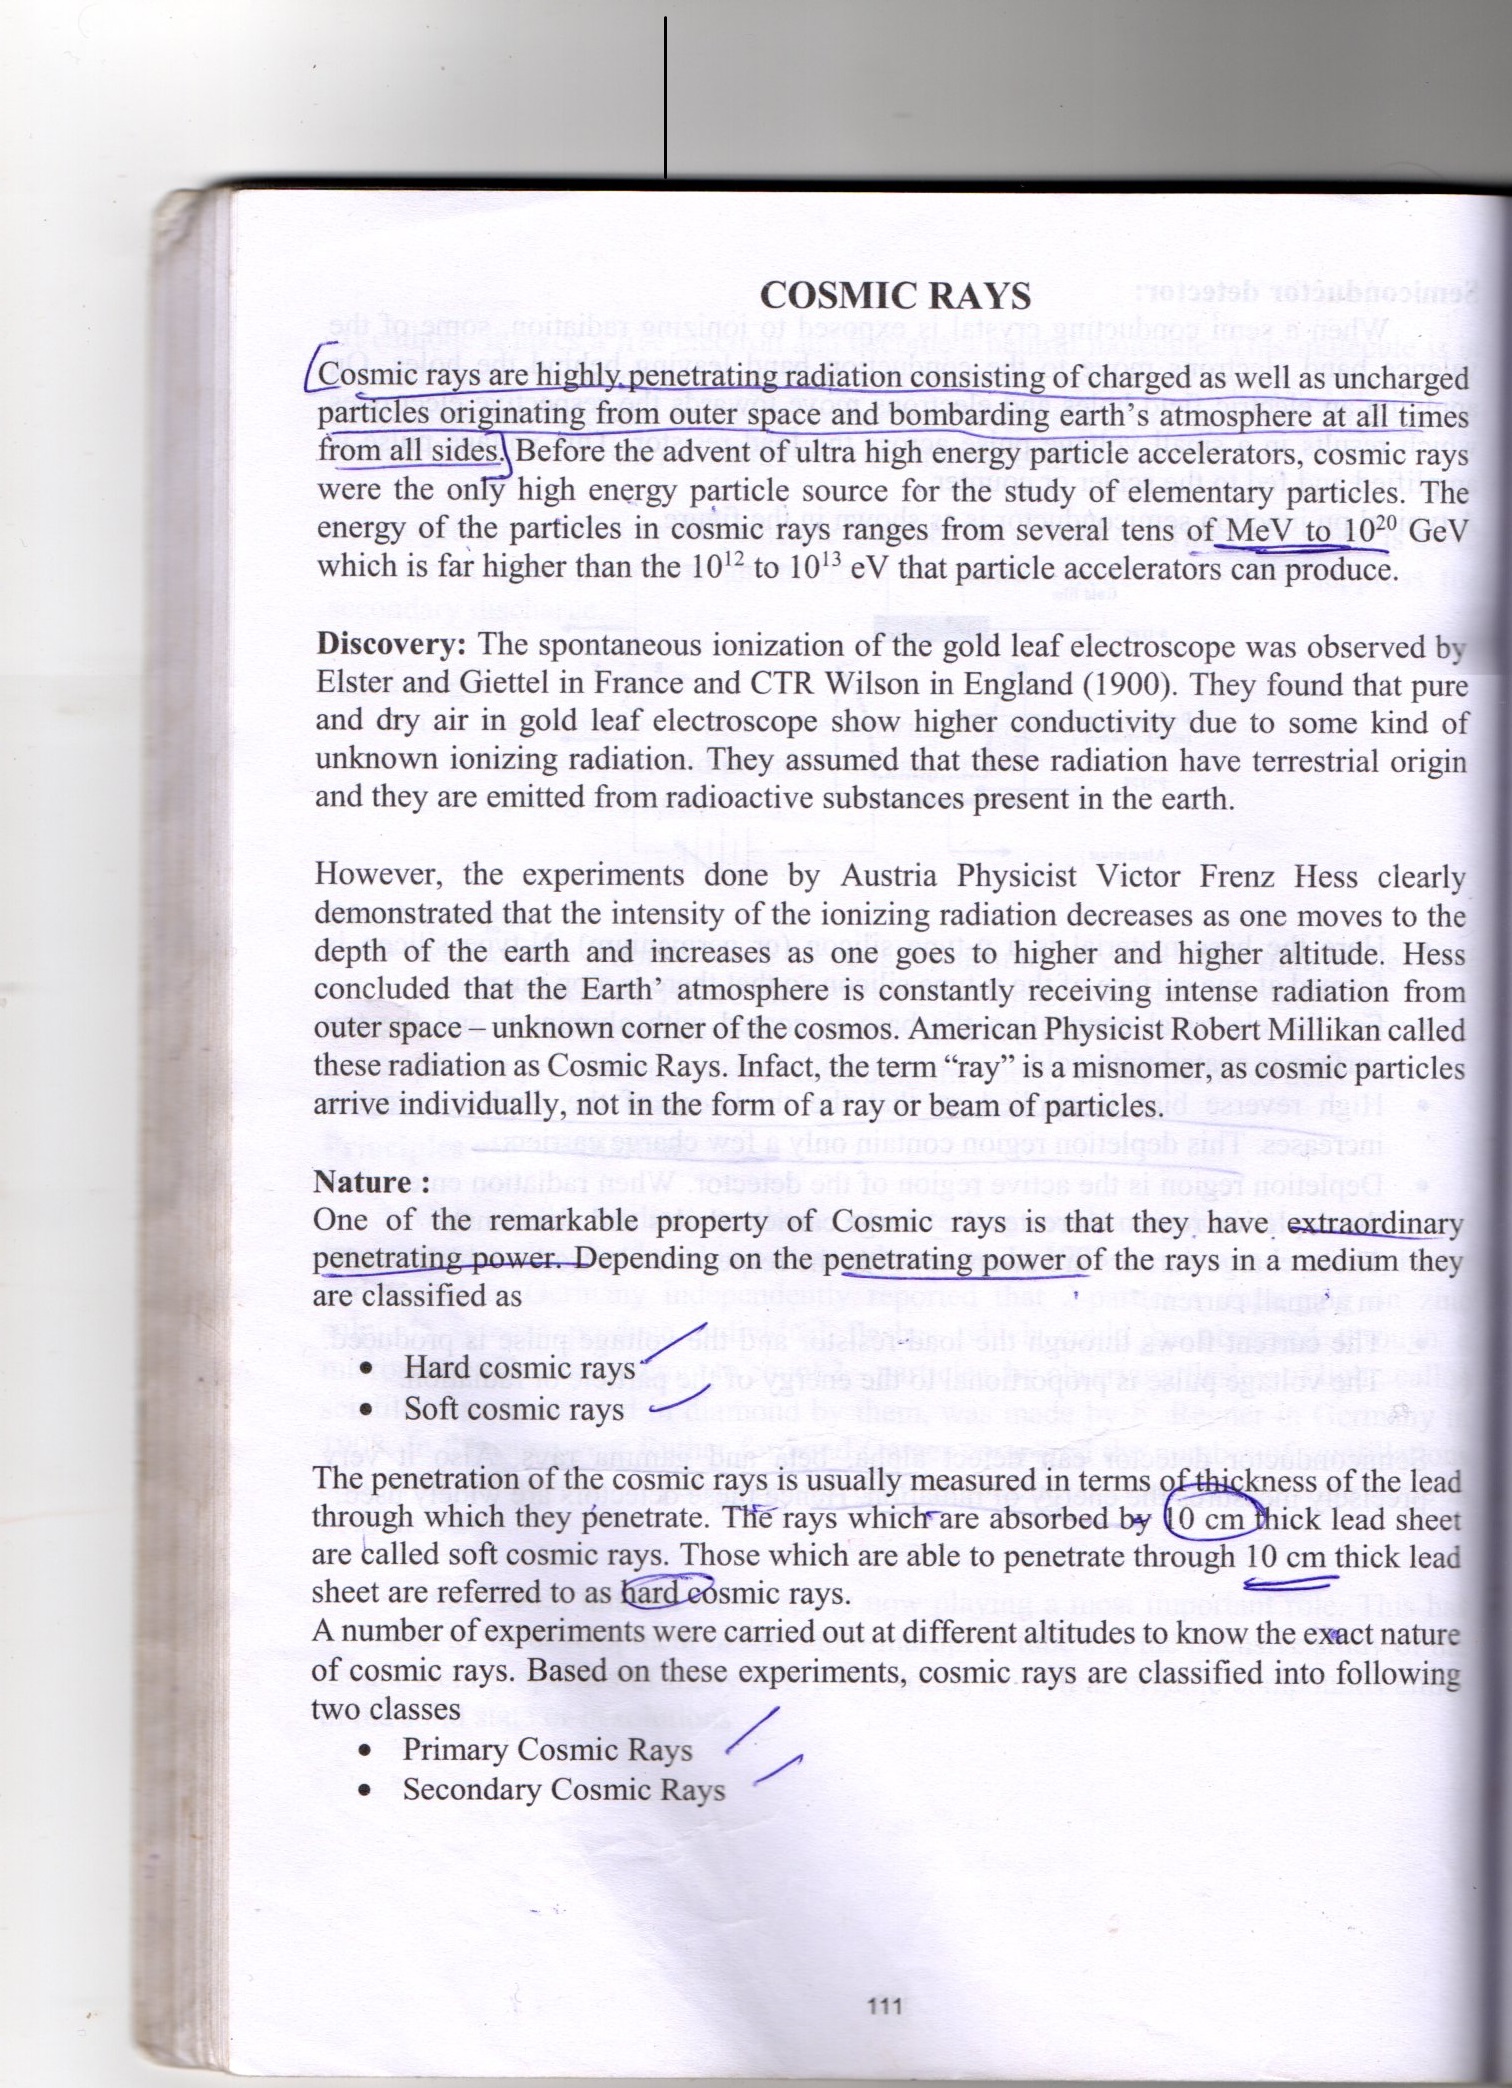 COSMIC RAYS
Cosmic rays are highly penetrating radiation consisting of charged as well as uncharged
particles originating from outer space and bombarding earth's atmosphere at all times
from all sides. Before the advent of ultra high energy particle accelerators, cosmic rays
were the only high energy particle source for the study of elementary particles. The
energy of the particles in cosmic rays ranges from several tens of MeV to 10²⁰ GeV
which is far higher than the 10¹² to 10¹³ eV that particle accelerators can produce.
Discovery: The spontaneous ionization of the gold leaf electroscope was observed by
Elster and Giettel in France and CTR Wilson in England (1900). They found that pure
and dry air in gold leaf electroscope show higher conductivity due to some kind of
unknown ionizing radiation. They assumed that these radiation have terrestrial origin
and they are emitted from radioactive substances present in the earth.
However, the experiments done by Austria Physicist Victor Frenz Hess clearly
demonstrated that the intensity of the ionizing radiation decreases as one moves to the
depth of the earth and increases as one goes to higher and higher altitude. Hess
concluded that the Earth' atmosphere is constantly receiving intense radiation from
outer space – unknown corner of the cosmos. American Physicist Robert Millikan called
these radiation as Cosmic Rays. Infact, the term “ray” is a misnomer, as cosmic particles
arrive individually, not in the form of a ray or beam of particles.
Nature :
One of the remarkable property of Cosmic rays is that they have extraordinary
penetrating power. Depending on the penetrating power of the rays in a medium they
are classified as
• Hard cosmic rays
• Soft cosmic rays
The penetration of the cosmic rays is usually measured in terms of thickness of the lead
through which they penetrate. The rays which are absorbed by 10 cm thick lead sheet
are called soft cosmic rays. Those which are able to penetrate through 10 cm thick lead
sheet are referred to as hard cosmic rays.
A number of experiments were carried out at different altitudes to know the exact nature
of cosmic rays. Based on these experiments, cosmic rays are classified into following
two classes
• Primary Cosmic Rays
• Secondary Cosmic Rays
111